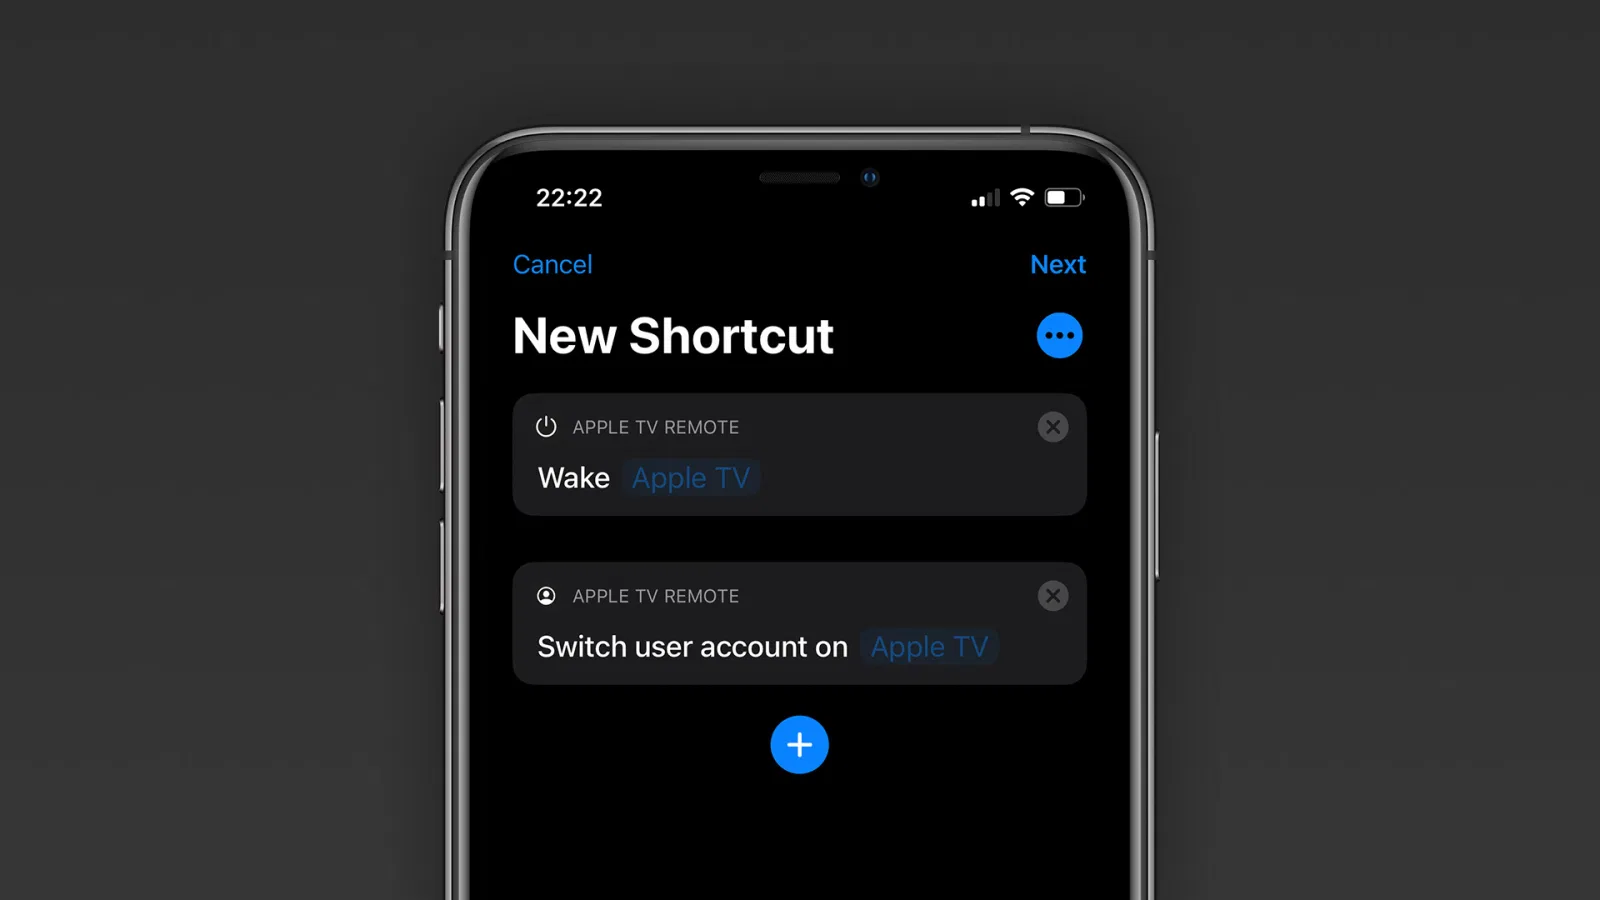 22:22
Cancel Next
New Shortcut
APPLE TV REMOTE
Wake Apple TV
APPLE TV REMOTE
Switch user account on Apple TV